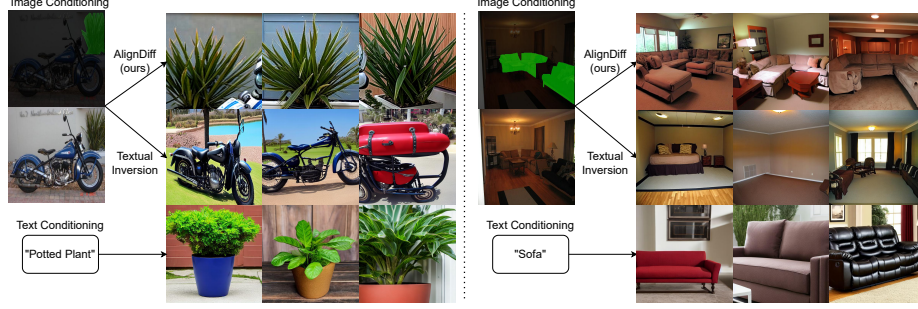 Image Conditioning
AlignDiff
(ours)
Textual
Inversion
Text Conditioning
"Potted Plant"
Image Conditioning
AlignDiff
(ours)
Textual
Inversion
Text Conditioning
"Sofa"